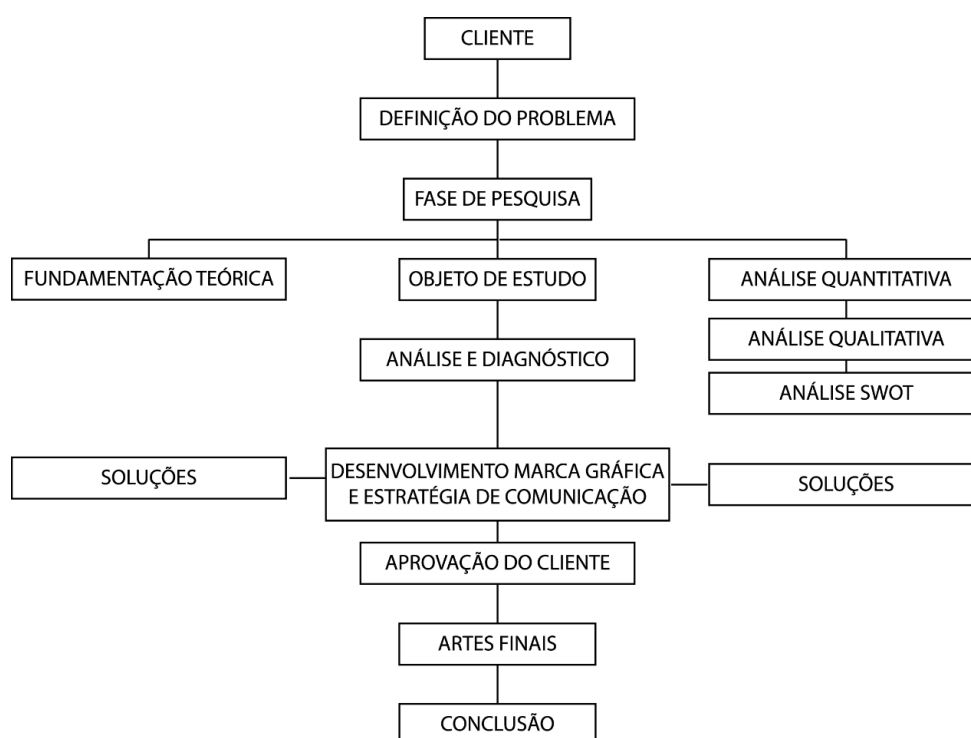 CLIENTE
DEFINIÇÃO DO PROBLEMA
FASE DE PESQUISA
FUNDAMENTAÇÃO TEÓRICA
OBJETO DE ESTUDO
ANÁLISE QUANTITATIVA
ANÁLISE QUALITATIVA
ANÁLISE E DIAGNÓSTICO
ANÁLISE SWOT
SOLUÇÕES
DESENVOLVIMENTO MARCA GRÁFICA
E ESTRATÉGIA DE COMUNICAÇÃO
SOLUÇÕES
APROVAÇÃO DO CLIENTE
ARTES FINAIS
CONCLUSÃO